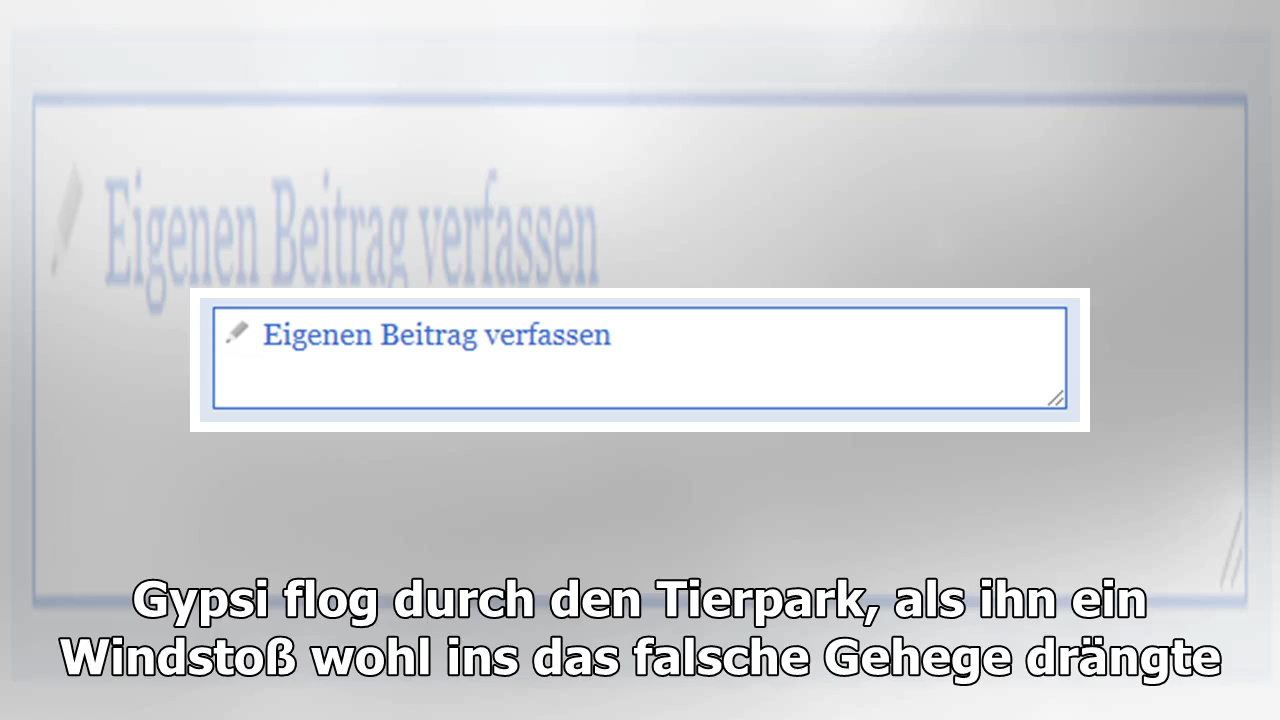 Eigenen Beitrag verfassen
Eigenen Beitrag verfassen
Gypsi flog durch den Tierpark, als ihn ein
Windstoß wohl ins das falsche Gehege drängte